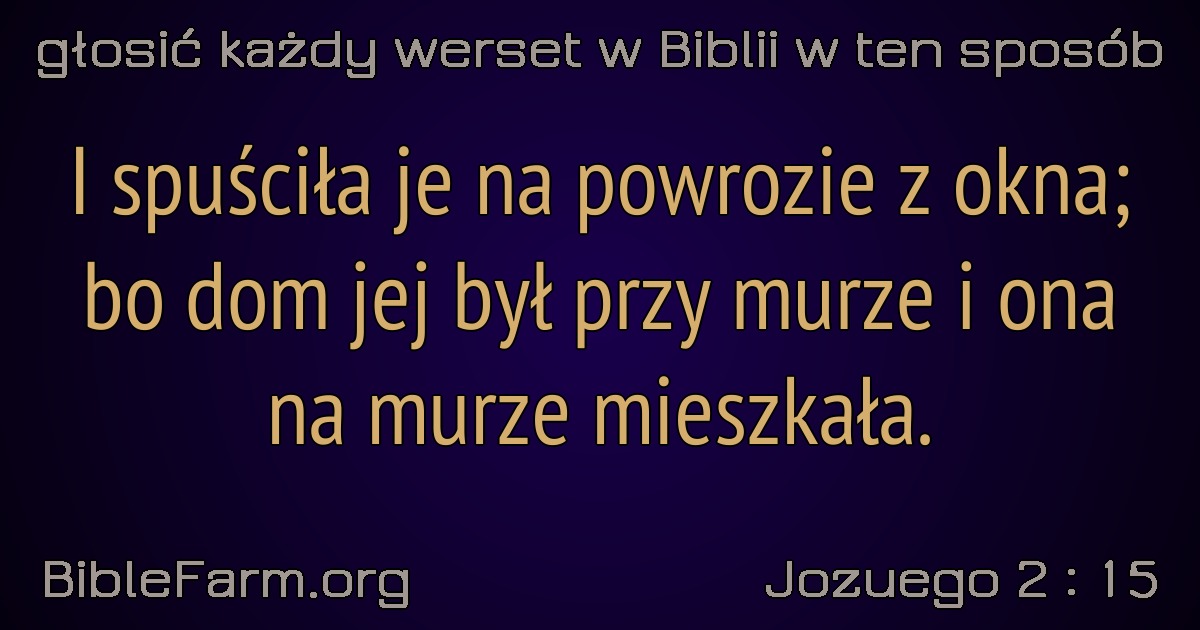 głosić każdy werset w Biblii w ten sposób
I spuściła je na powrozie z okna;
bo dom jej był przy murze i ona
na murze mieszkała.
BibleFarm.org
Jozuego 2 : 15